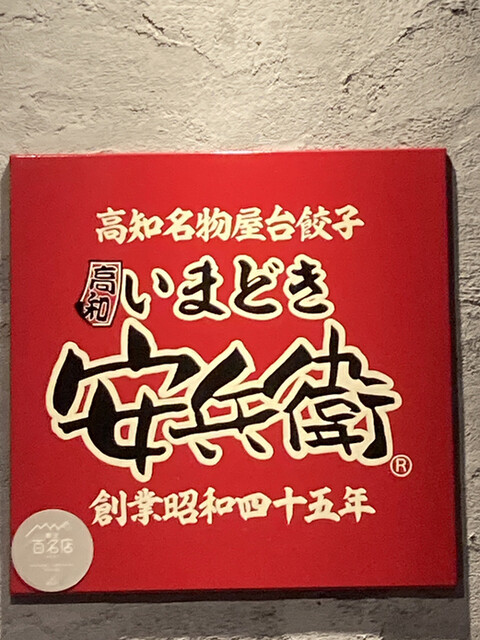 高知名物屋台餃子
高知
いまどき
安兵衛®
創業昭和四十五年
百名店